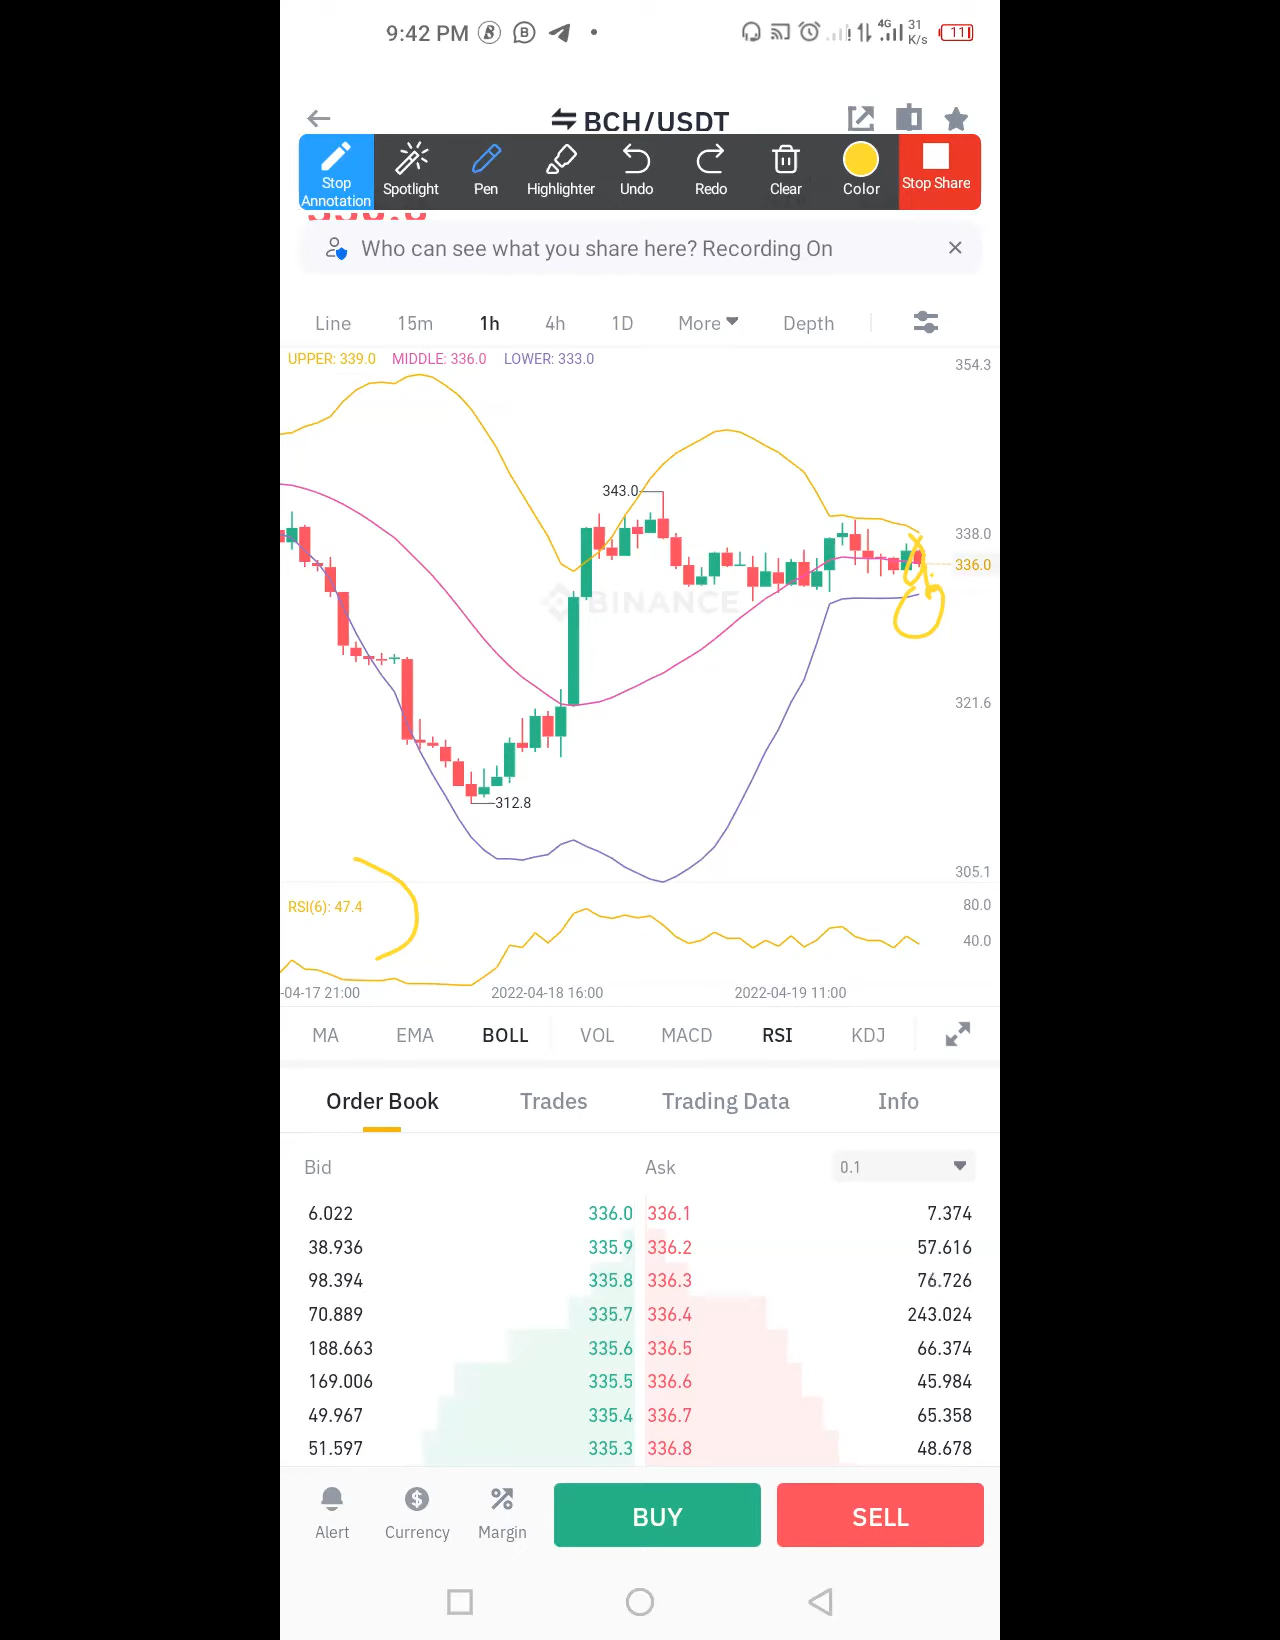 9:42 PM B B 4G 31 K/s 11
BCH/USDT
Stop Annotation Spotlight Pen Highlighter Undo Redo Clear Color Stop Share
Who can see what you share here? Recording On
Line 15m 1h 4h 1D More Depth
UPPER: 339.0 MIDDLE: 336.0 LOWER: 333.0
354.3
343.0
338.0
336.0
BINANCE
321.6
312.8
305.1
RSI(6): 47.4
80.0
40.0
-04-17 21:00 2022-04-18 16:00 2022-04-19 11:00
MA EMA BOLL VOL MACD RSI KDJ
Order Book Trades Trading Data Info
Bid Ask 0.1
6.022 336.0 336.1 7.374
38.936 335.9 336.2 57.616
98.394 335.8 336.3 76.726
70.889 335.7 336.4 243.024
188.663 335.6 336.5 66.374
169.006 335.5 336.6 45.984
49.967 335.4 336.7 65.358
51.597 335.3 336.8 48.678
Alert Currency Margin BUY SELL